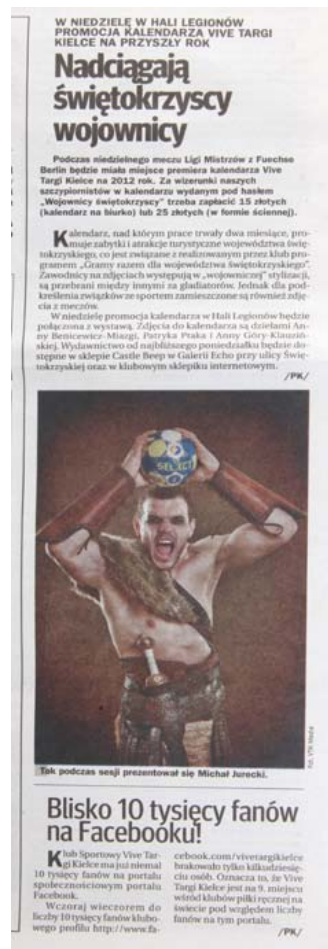 W NIEDZIELĘ W HALI LEGIONÓW
PROMOCJA KALENDARZA VIVE TARGI
KIELCE NA PRZYSZŁY ROK
Nadciągają
świętokrzyscy
wojownicy
Podczas niedzielnego meczu Ligi Mistrzów z Fuechse
Berlin będzie miała miejsce premiera kalendarza Vive
Targi Kielce na 2012 rok. Za wizerunki naszych
szczypiornistów w kalendarzu wydanym pod hasłem
„Wojownicy świętokrzyscy” trzeba zapłacić 15 złotych
(kalendarz na biurko) lub 25 złotych (w formie ściennej).
Kalendarz, nad którym prace trwały dwa miesiące, pro-
muje zabytki i atrakcje turystyczne województwa świę-
tokrzyskiego, co jest związane z realizowanym przez klub pro-
gramem „Gramy razem dla województwa świętokrzyskiego”.
Zawodnicy na zdjęciach występują w „wojowniczej” stylizacji,
są przebrani między innymi za gladiatorów. Jednak dla pod-
kreślenia związków ze sportem zamieszczone są również zdję-
cia z meczów.
W niedzielę promocja kalendarza w Hali Legionów będzie
połączona z wystawą. Zdjęcia do kalendarza są dziełami An-
ny Benicewicz-Miazgi, Patryka Ptaka i Anny Góry-Klauziń-
skiej. Wydawnictwo od najbliższego poniedziałku będzie do-
stępne w sklepie Castle Beep w Galerii Echo przy ulicy Świę-
tokrzyskiej oraz w klubowym sklepiku internetowym.
/PK/
SELECT
Fot. VTK Media
Tak podczas sesji prezentował się Michał Jurecki.
Blisko 10 tysięcy fanów
na Facebooku!
Klub Sportowy Vive Tar-
gi Kielce ma już niemal
10 tysięcy fanów na portalu
społecznościowym portalu
Facebook.
Wczoraj wieczorem do
liczby 10 tysięcy fanów klubo-
wego profilu http://www.fa-
cebook.com/vivetargikielce
brakowało tylko kilkudziesię-
ciu osób. Oznacza to, że Vive
Targi Kielce jest na 9. miejscu
wśród klubów piłki ręcznej na
świecie pod względem liczby
fanów na tym portalu.
/PK/